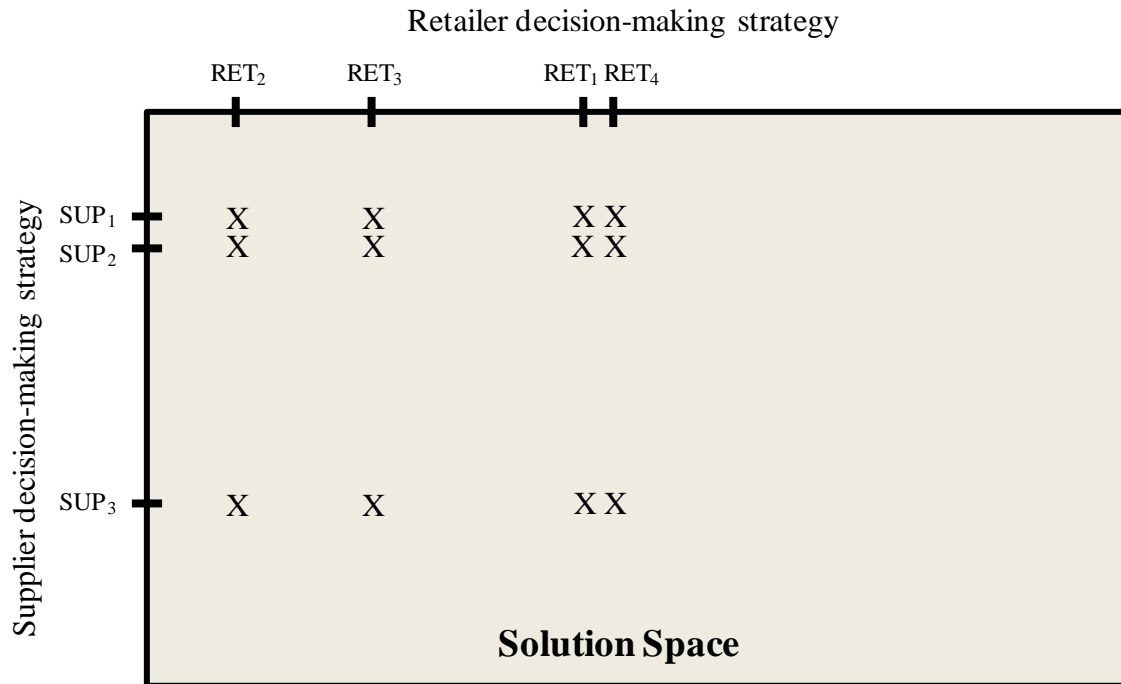 Retailer decision-making strategy
RET₂ RET₃ RET₁ RET₄
Supplier decision-making strategy
SUP₁ X X X X
SUP₂ X X X X
SUP₃ X X X X
Solution Space